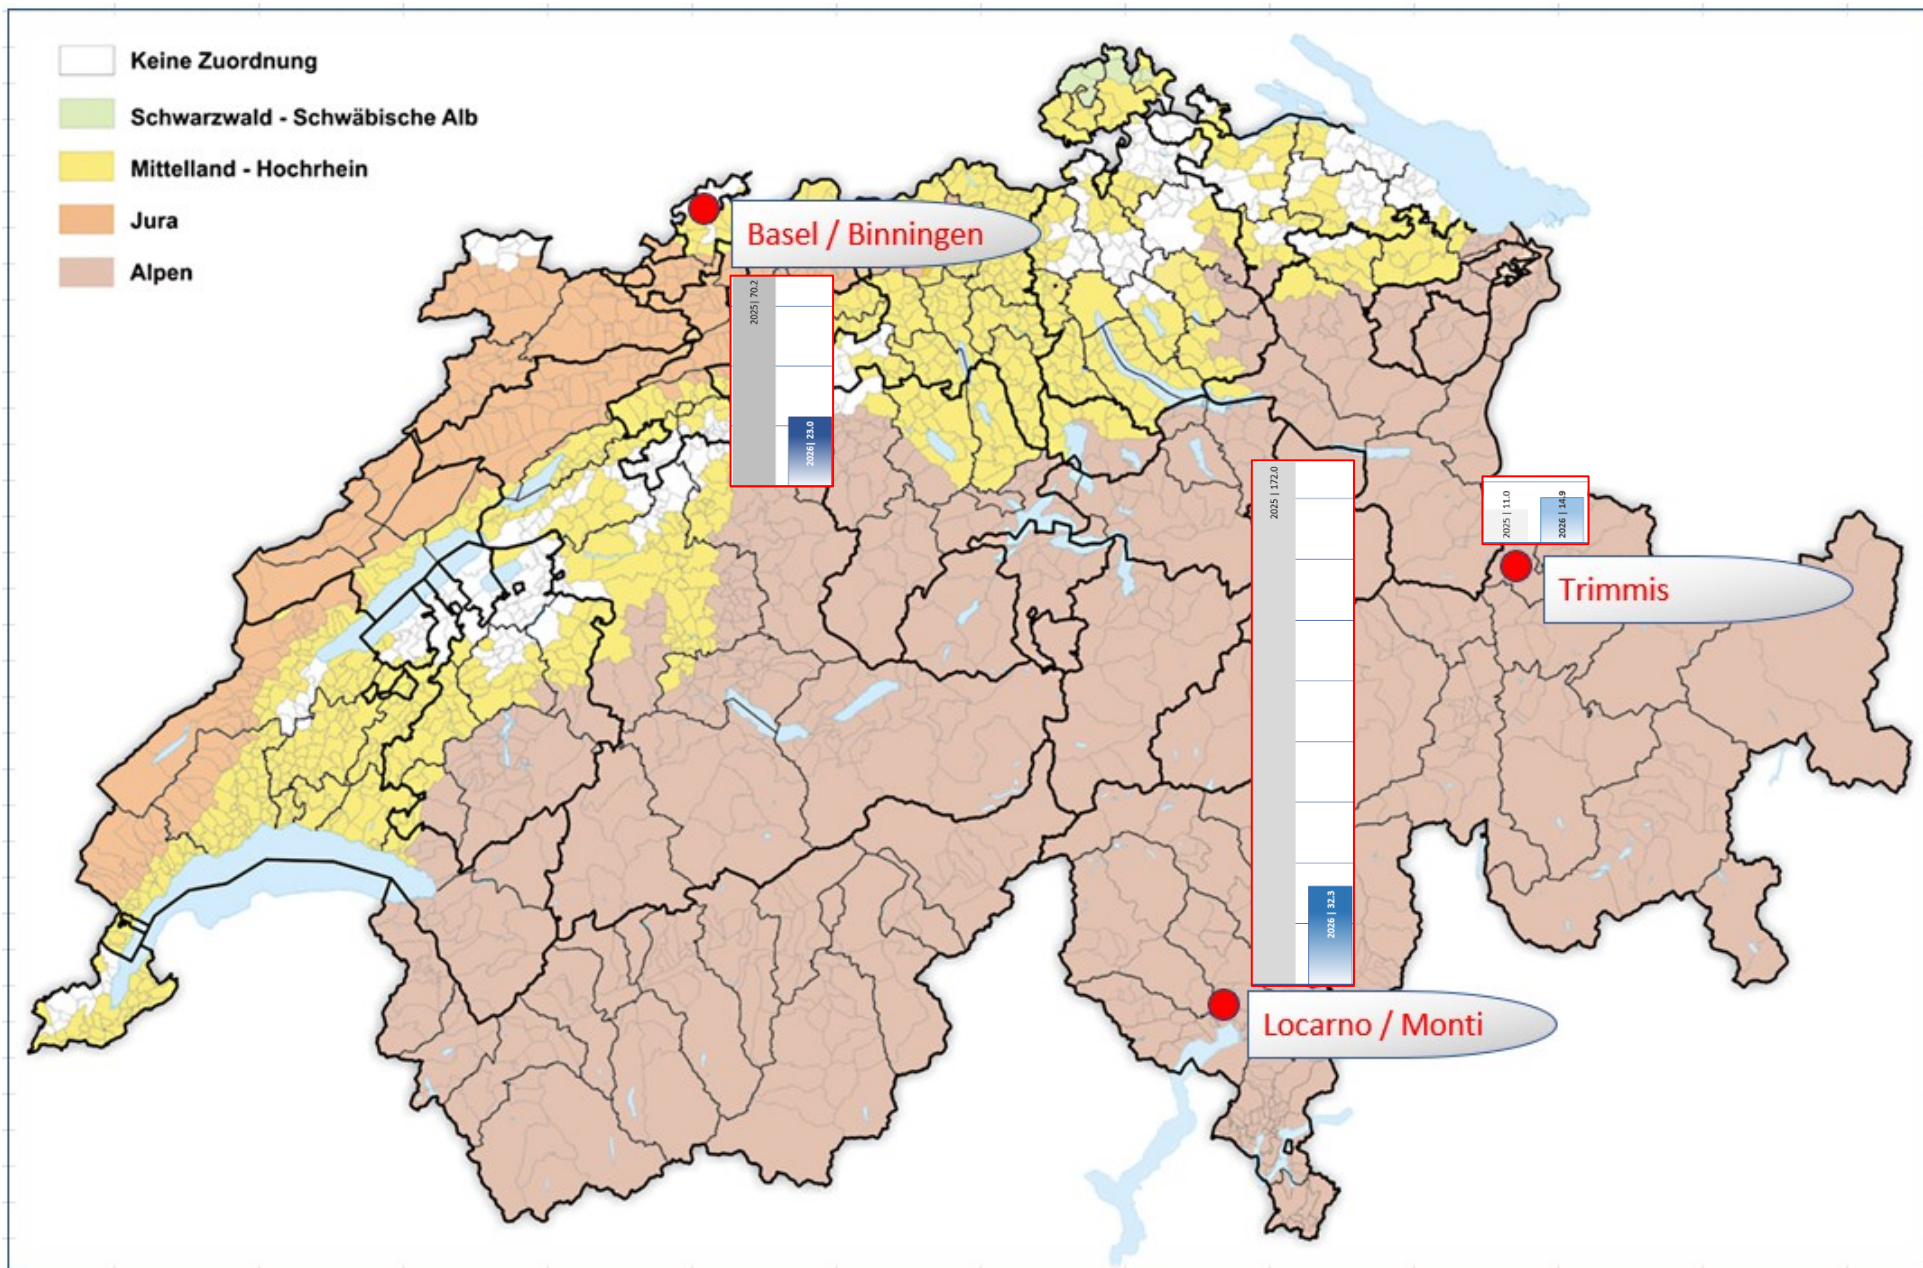 Keine Zuordnung
Schwarzwald - Schwäbische Alb
Mittelland - Hochrhein
Jura
Alpen
Basel / Binningen
2025 | 70.2
2026 | 23.0
2025 | 172.0
2026 | 32.3
2025 | 11.0
2026 | 14.9
Trimmis
Locarno / Monti